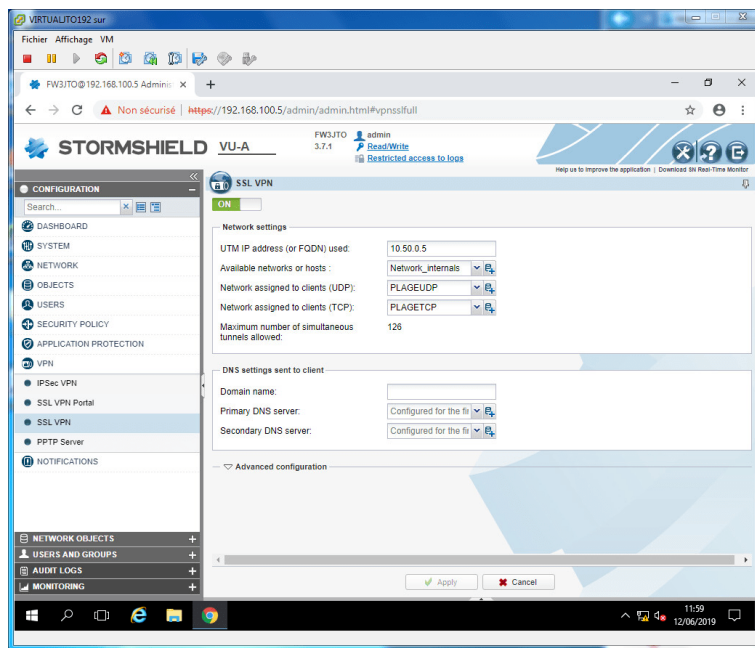 VIRTUALITO192 sur
Fichier Affichage VM
FW3JTO@192.168.100.5 Adminis
Non sécurisé | https://192.168.100.5/admin/admin.html#vpnsslfull
STORMSHIELD VU-A
FW3JTO admin
3.7.1 Read/Write
Restricted access to logs
Help us to improve the application | Download SN Real-Time Monitor
CONFIGURATION
Search...
DASHBOARD
SYSTEM
NETWORK
OBJECTS
USERS
SECURITY POLICY
APPLICATION PROTECTION
VPN
IPSec VPN
SSL VPN Portal
SSL VPN
PPTP Server
NOTIFICATIONS
NETWORK OBJECTS
USERS AND GROUPS
AUDIT LOGS
MONITORING
SSL VPN
ON
Network settings
UTM IP address (or FQDN) used: 10.50.0.5
Available networks or hosts : Network_internals
Network assigned to clients (UDP): PLAGEUDP
Network assigned to clients (TCP): PLAGETCP
Maximum number of simultaneous 126
tunnels allowed:
DNS settings sent to client
Domain name:
Primary DNS server: Configured for the fir
Secondary DNS server: Configured for the fir
Advanced configuration
Apply Cancel
11:59
12/06/2019